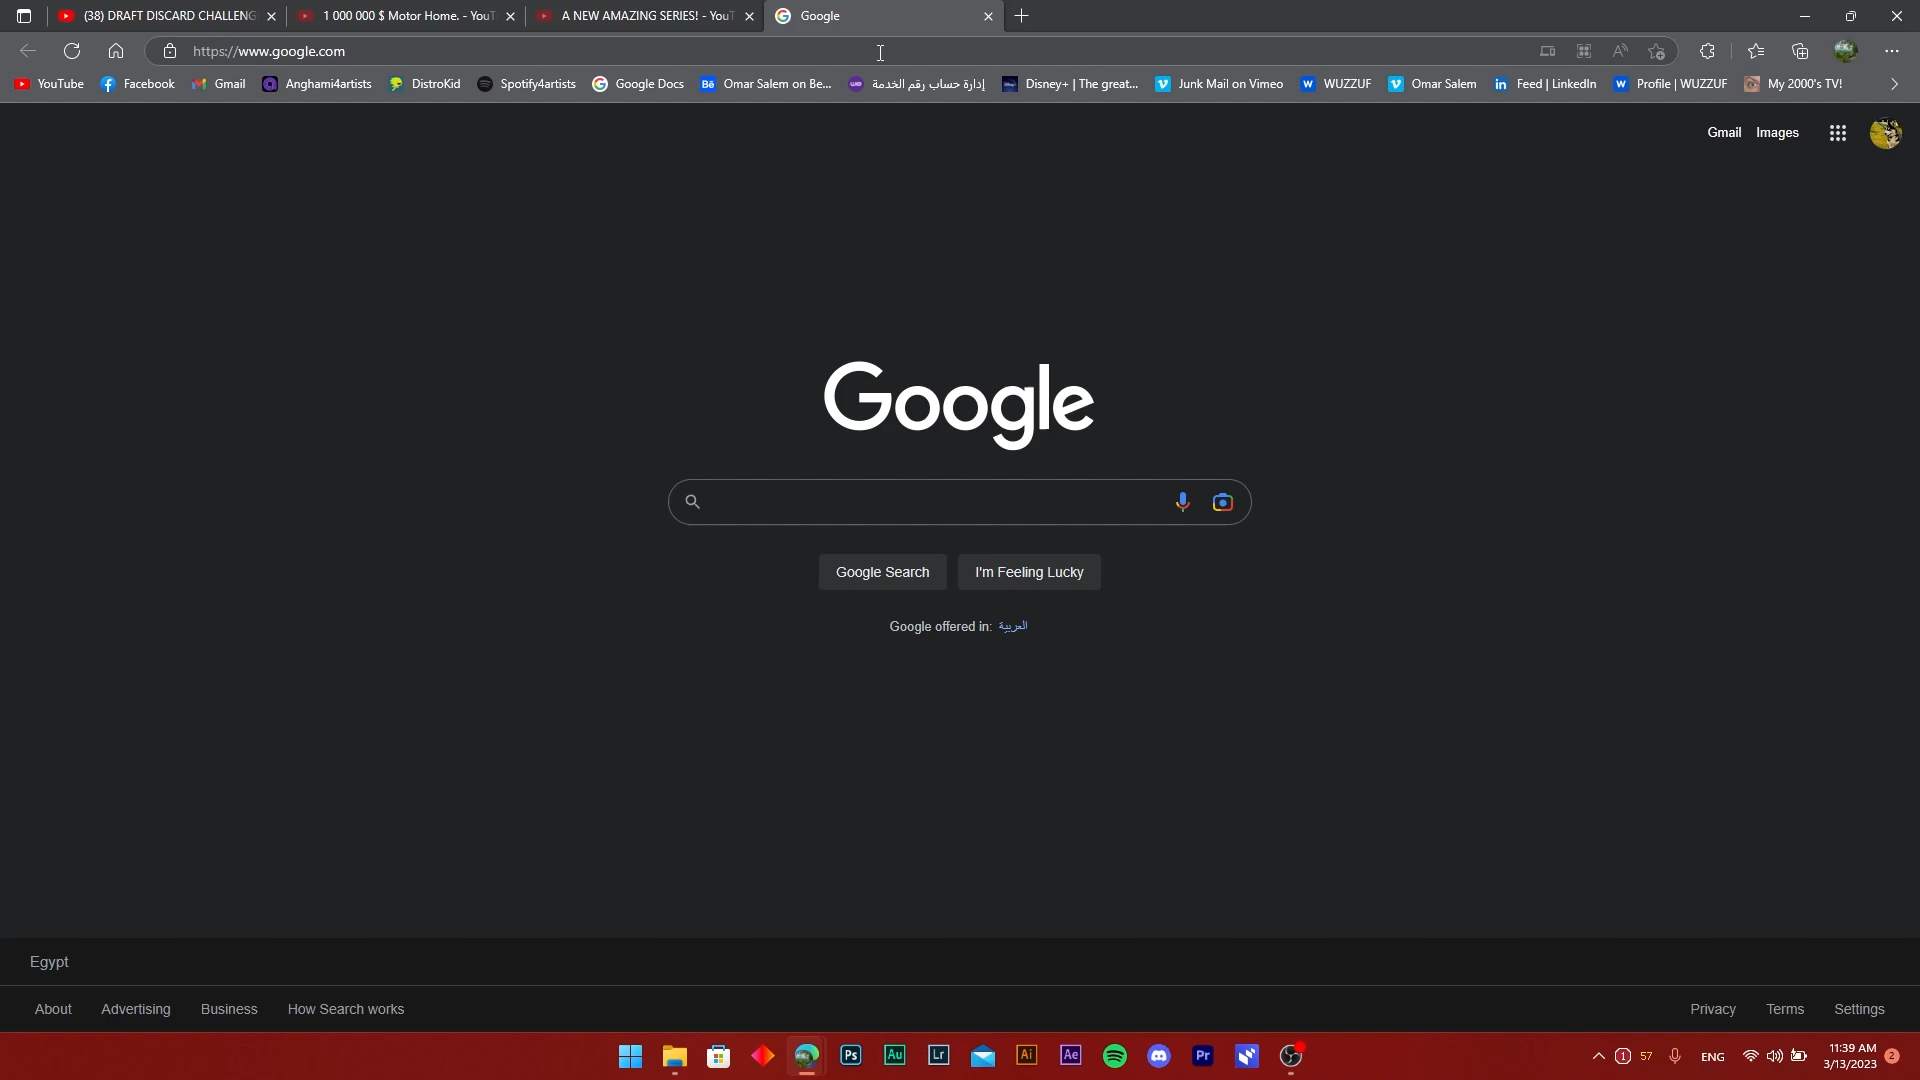 (38) DRAFT DISCARD CHALLENG
1 000 000 $ Motor Home. - YouT
A NEW AMAZING SERIES! - YouT
Google
https://www.google.com
YouTube
Facebook
Gmail
Anghami4artists
DistroKid
Spotify4artists
Google Docs
Bē Omar Salem on Be...
we إدارة حساب رقم الخدمة
Disney+ | The great...
Junk Mail on Vimeo
W WUZZUF
Omar Salem
in Feed | LinkedIn
W Profile | WUZZUF
My 2000's TV!
Gmail Images
Google
Google Search I'm Feeling Lucky
Google offered in: العربية
Egypt
About Advertising Business How Search works
Privacy Terms Settings
Ps Au Lr Ai Ae Pr
1 57 ENG
11:39 AM
3/13/2023
2